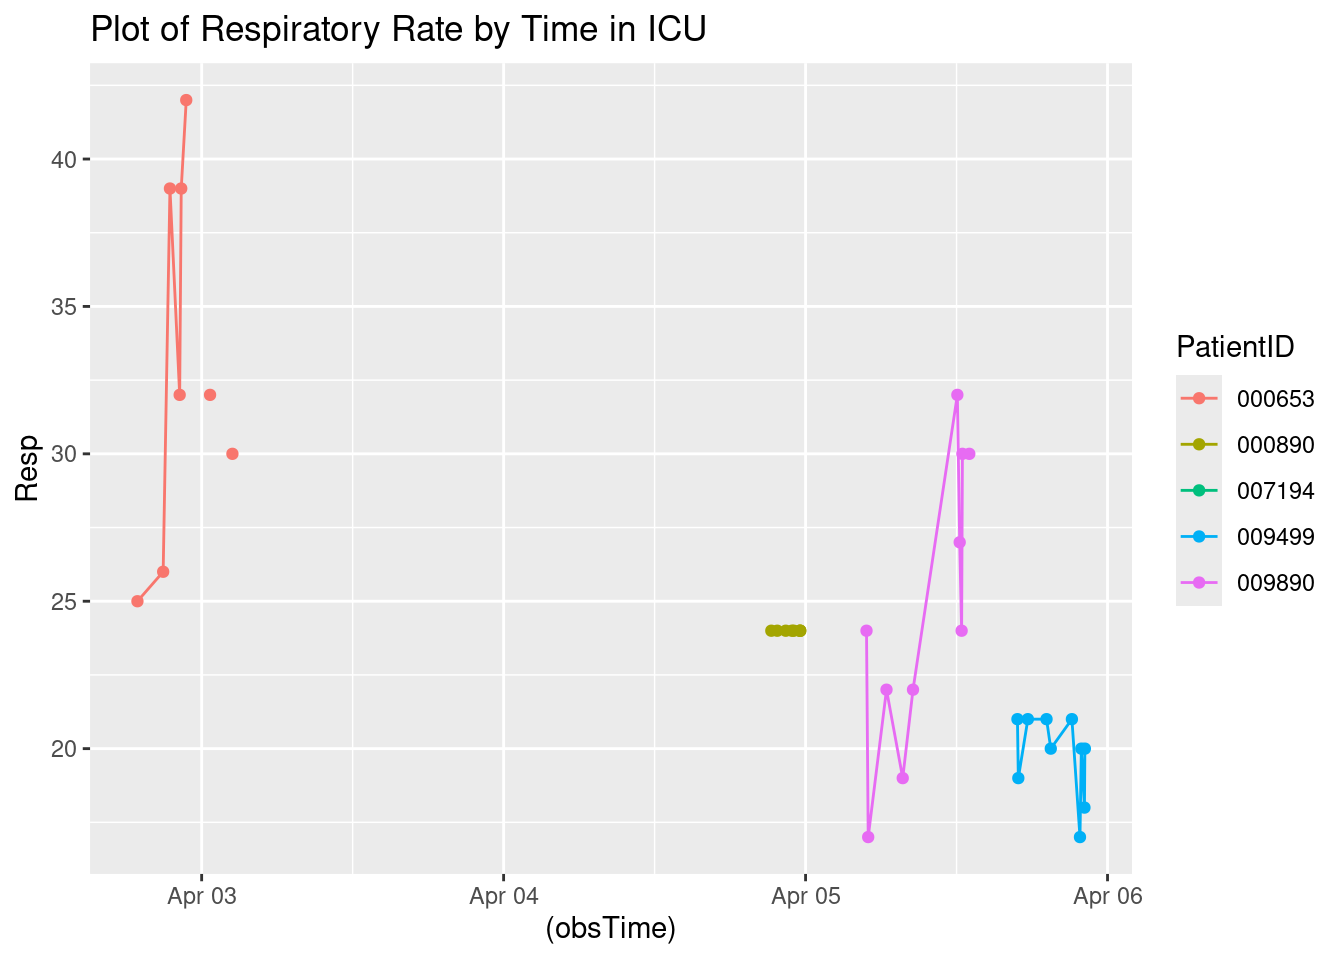 Plot of Respiratory Rate by Time in ICU
40
35
30
25
20
Resp
Apr 03
Apr 04
Apr 05
Apr 06
(obsTime)
PatientID
000653
000890
007194
009499
009890